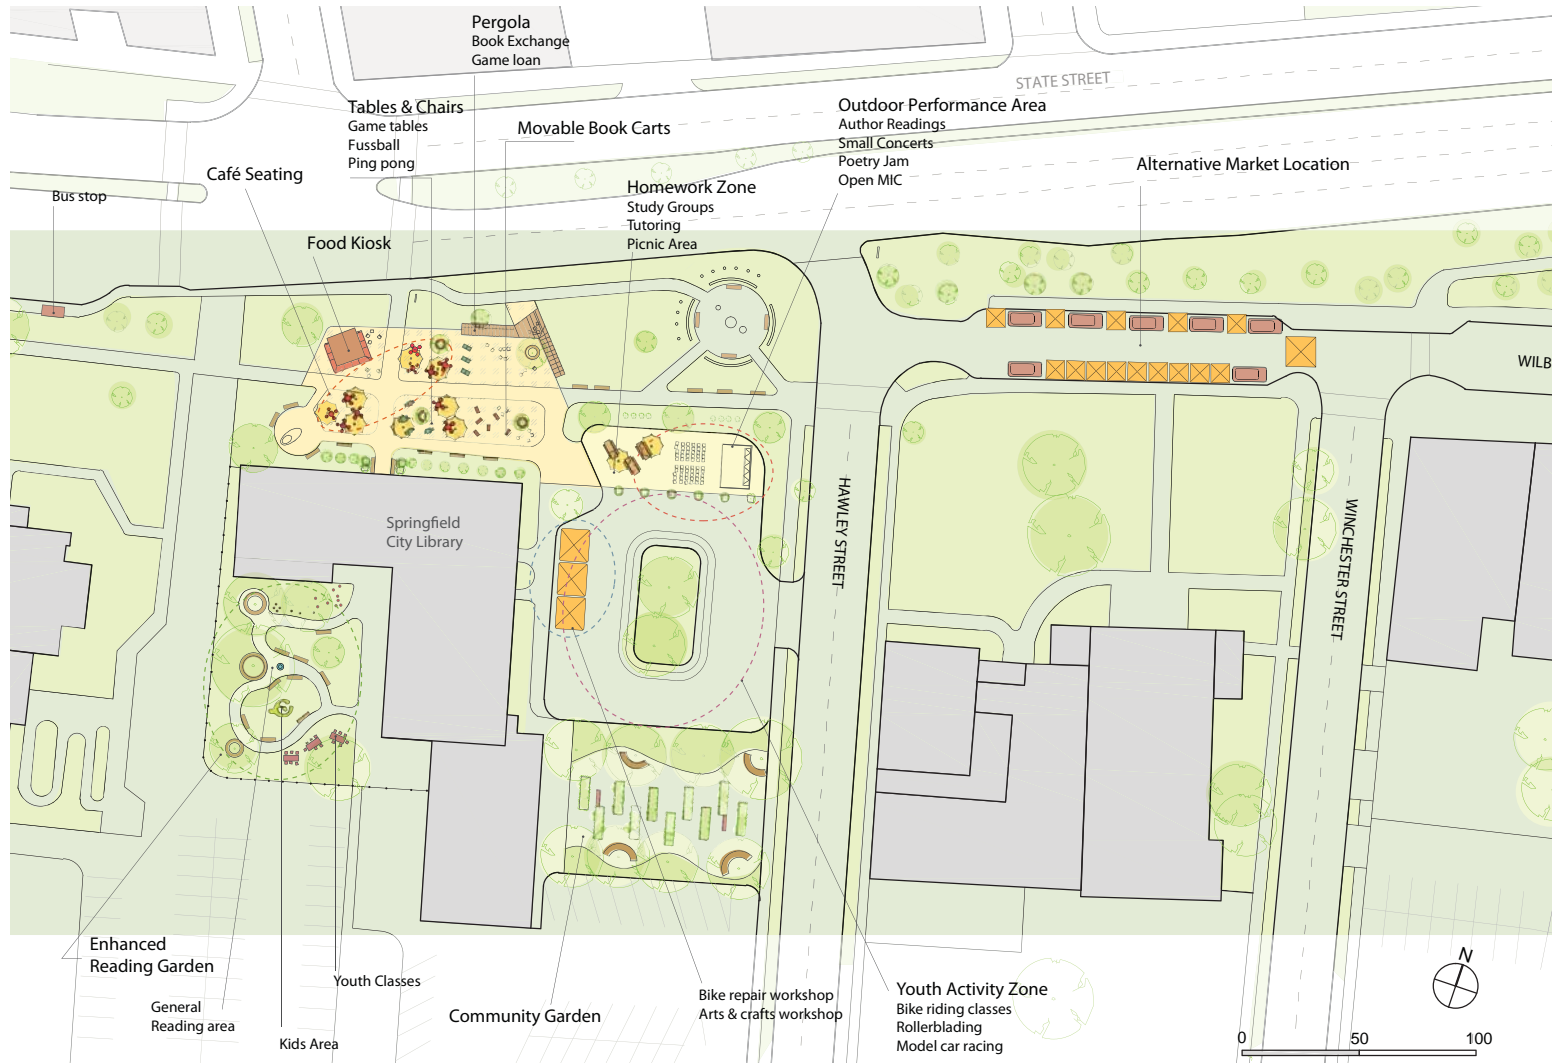 Pergola
Book Exchange
Game loan
STATE STREET
Tables & Chairs
Game tables
Fussball
Ping pong
Movable Book Carts
Outdoor Performance Area
Author Readings
Small Concerts
Poetry Jam
Open MIC
Alternative Market Location
Café Seating
Bus stop
Homework Zone
Study Groups
Tutoring
Picnic Area
Food Kiosk
WILB
HAWLEY STREET
WINCHESTER STREET
Springfield
City Library
Enhanced
Reading Garden
General
Reading area
Kids Area
Youth Classes
Community Garden
Bike repair workshop
Arts & crafts workshop
Youth Activity Zone
Bike riding classes
Rollerblading
Model car racing
N
0 50 100